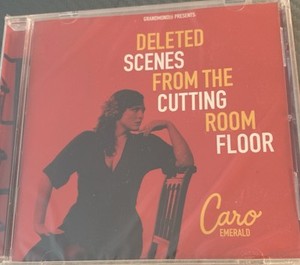 GRANDMONO® PRESENTS
DELETED
SCENES
FROM THE
CUTTING
ROOM
FLOOR
Caro
EMERALD